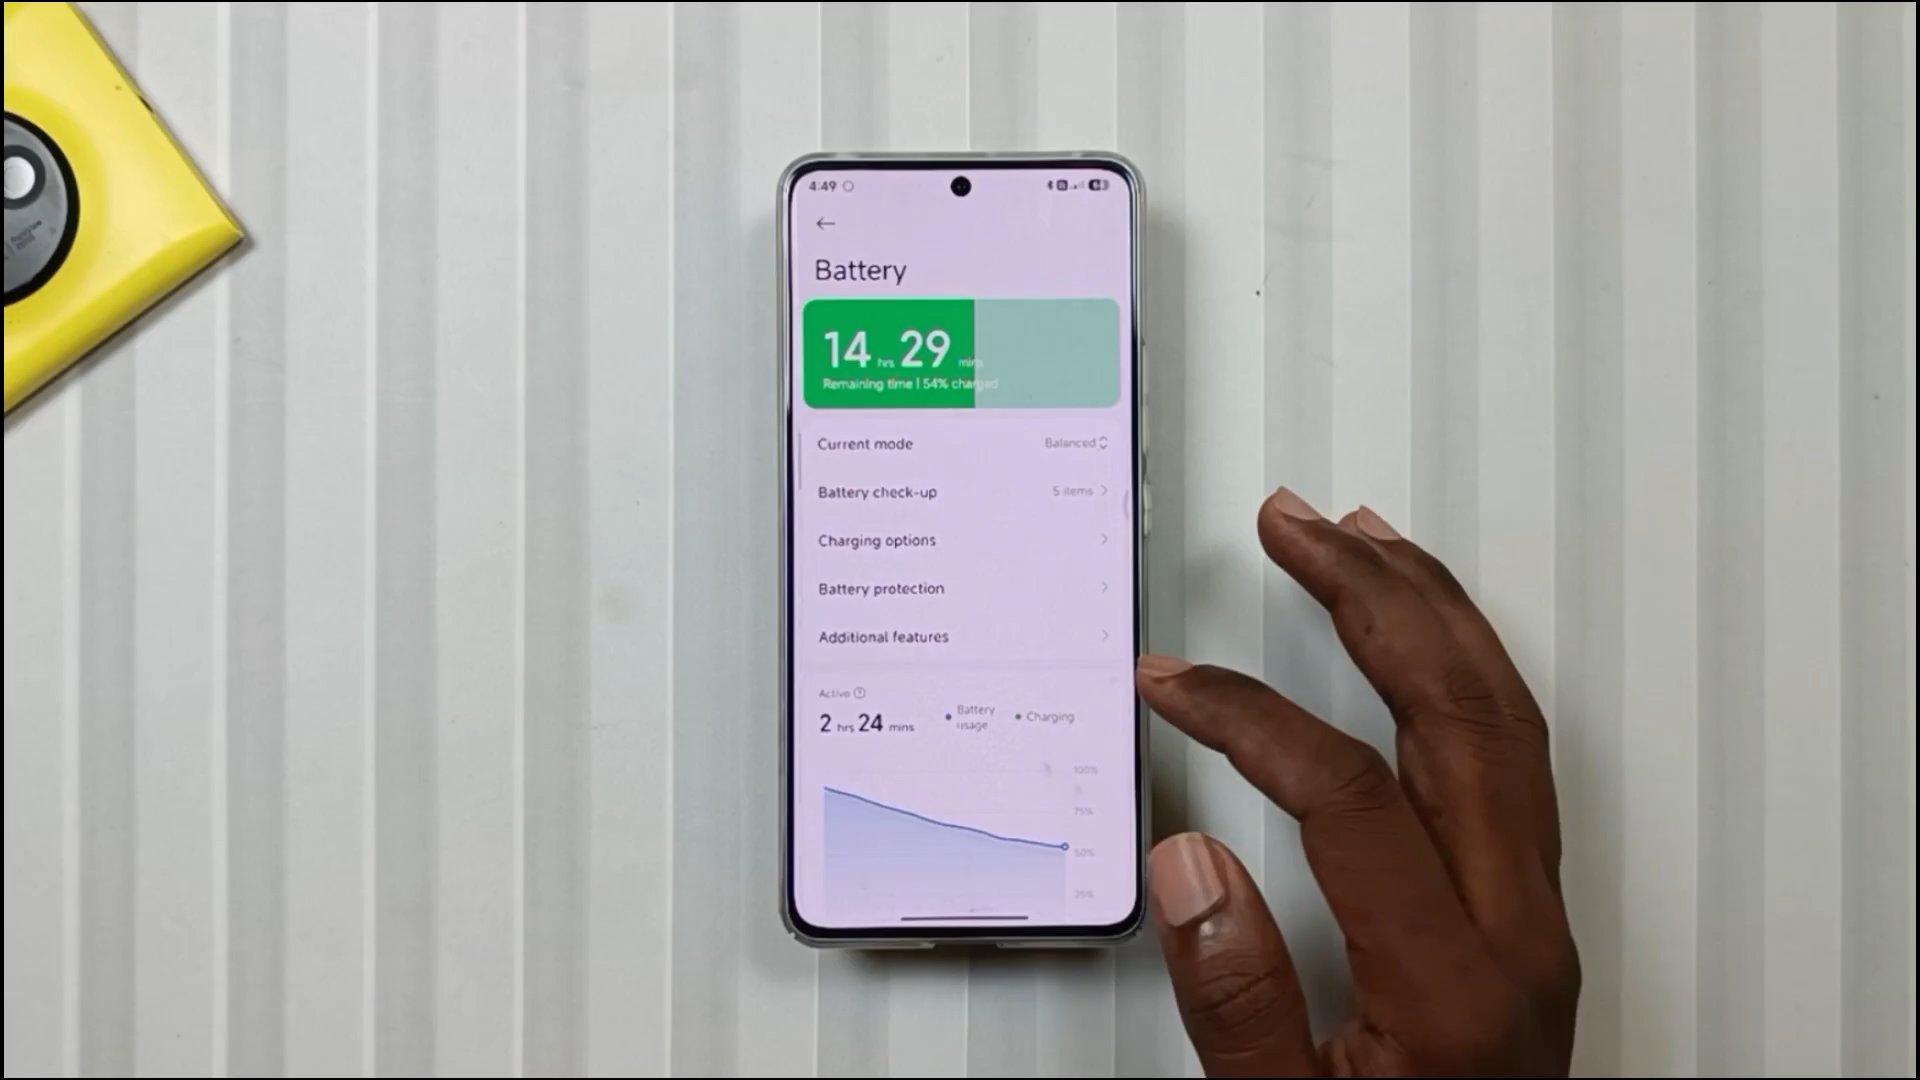 4:49
Battery
14 hrs 29 mins
Remaining time | 54% charged
Current mode Balanced
Battery check-up 5 items
Charging options
Battery protection
Additional features
Active
2 hrs 24 mins
Battery usage
Charging
100%
75%
50%
25%